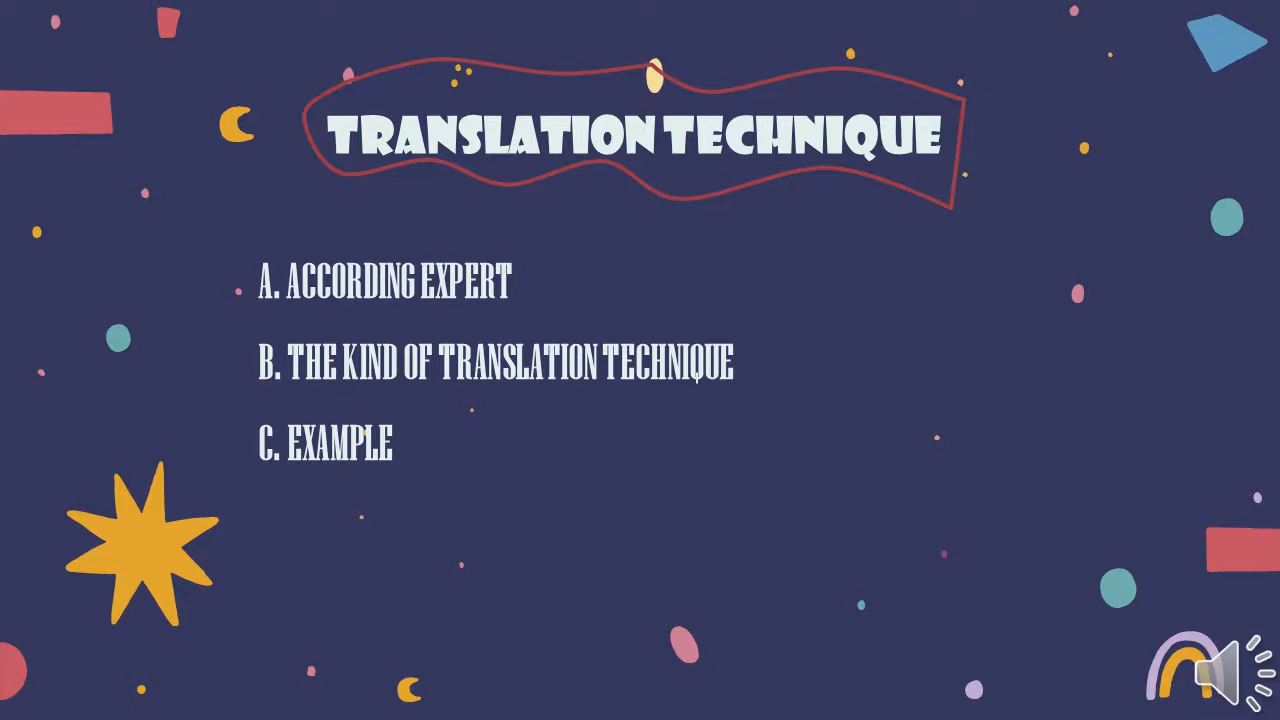 TRANSLATION TECHNIQUE
A. ACCORDING EXPERT
B. THE KIND OF TRANSLATION TECHNIQUE
C. EXAMPLE